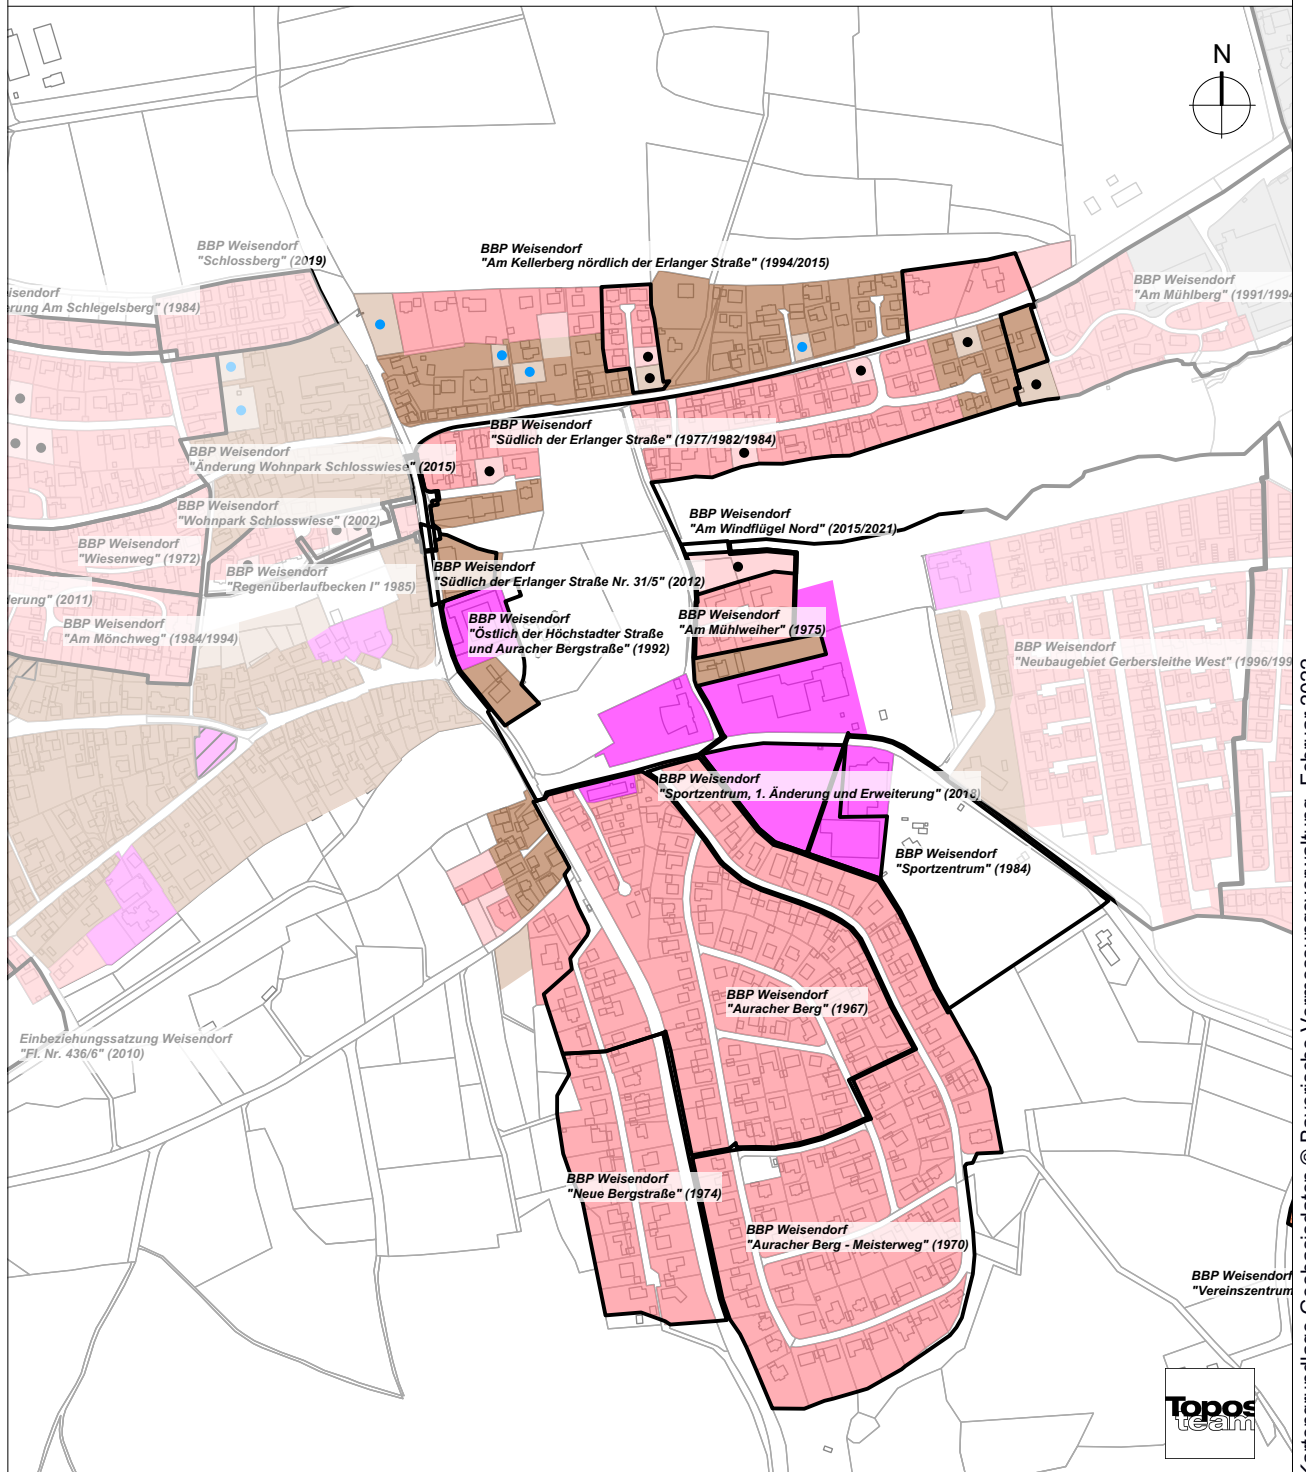 N
BBP Weisendorf
"Schlossberg" (2019)
BBP Weisendorf
"Am Kellerberg nördlich der Erlanger Straße" (1994/2015)
BBP Weisendorf
"Am Mühlberg" (1991/1994
isendorf
rung Am Schlegelsberg" (1984)
BBP Weisendorf
"Südlich der Erlanger Straße" (1977/1982/1984)
BBP Weisendorf
"Änderung Wohnpark Schlosswiese" (2015)
BBP Weisendorf
"Wohnpark Schlosswiese" (2002)
BBP Weisendorf
"Am Windflügel Nord" (2015/2021)
BBP Weisendorf
"Wiesenweg" (1972)
BBP Weisendorf
"Regenüberlaufbecken I" 1985)
BBP Weisendorf
"Südlich der Erlanger Straße Nr. 31/5" (2012)
derung" (2011)
BBP Weisendorf
"Am Mönchweg" (1984/1994)
BBP Weisendorf
"Östlich der Höchstadter Straße
und Auracher Bergstraße" (1992)
BBP Weisendorf
"Am Mühlweiher" (1975)
BBP Weisendorf
"Neubaugebiet Gerbersleithe West" (1996/199
BBP Weisendorf
"Sportzentrum, 1. Änderung und Erweiterung" (2018)
BBP Weisendorf
"Sportzentrum" (1984)
BBP Weisendorf
"Auracher Berg" (1967)
Einbeziehungssatzung Weisendorf
"Fl. Nr. 436/6" (2010)
BBP Weisendorf
"Neue Bergstraße" (1974)
BBP Weisendorf
"Auracher Berg - Meisterweg" (1970)
BBP Weisendorf
"Vereinszentrum
Topos
team
Kartengrundlage Geobasisdaten © Bayerische Vermessungsverwaltung, Februar 2022